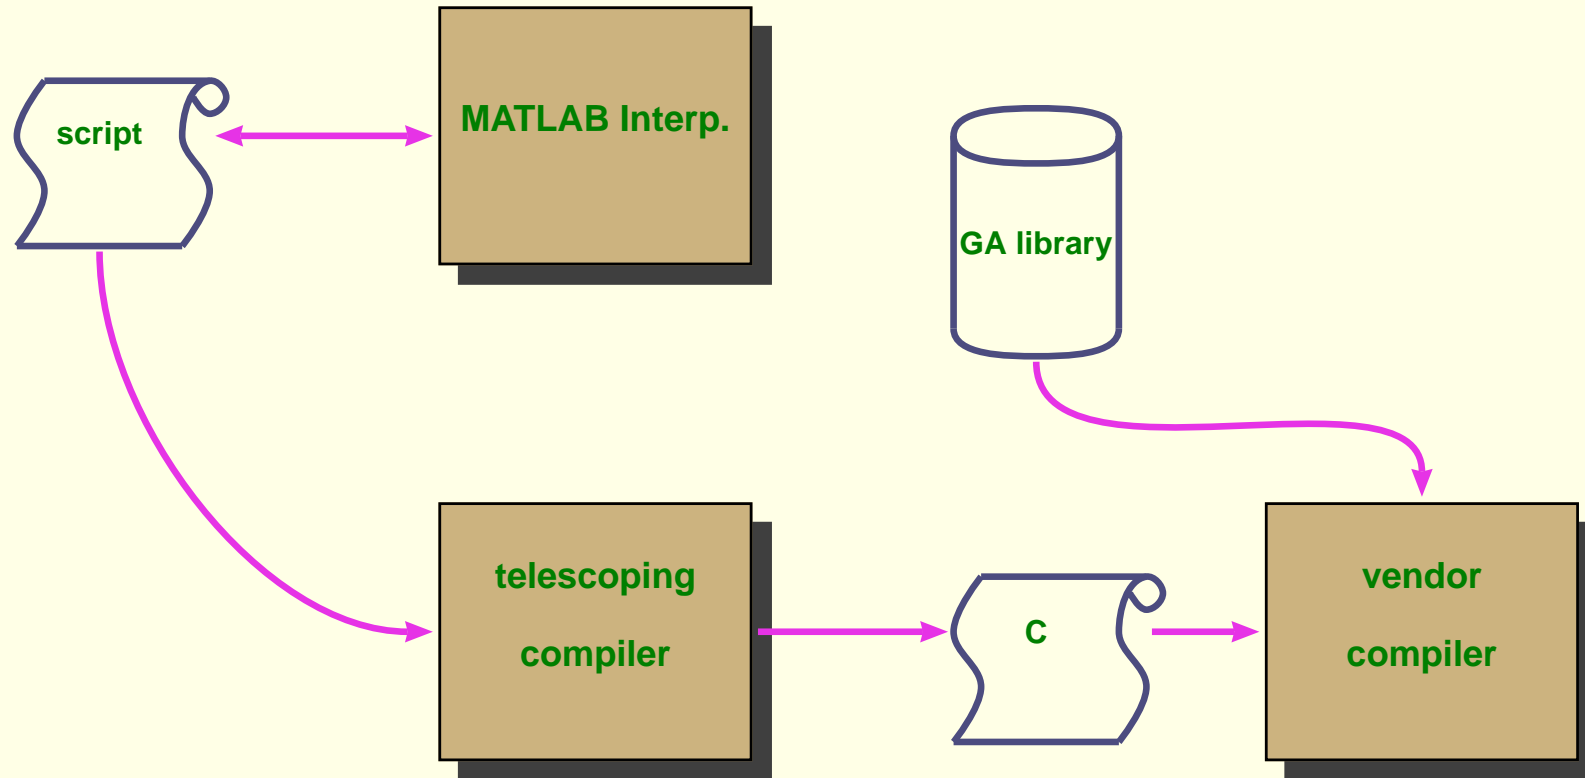 script
MATLAB Interp.
GA library
telescoping
compiler
C
vendor
compiler